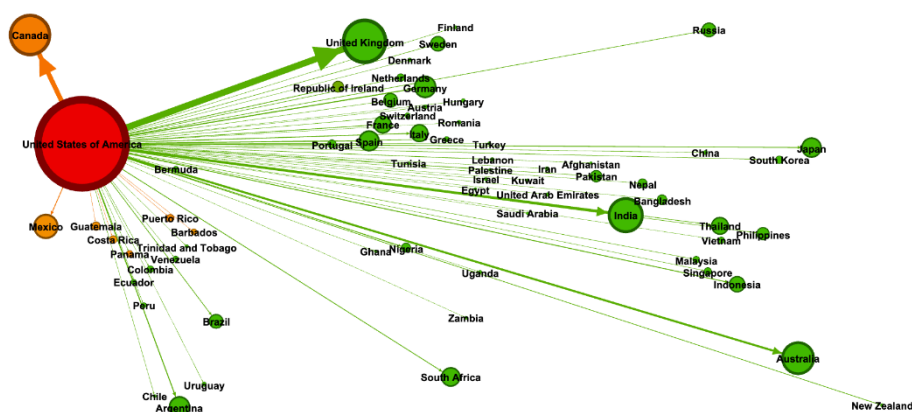 Finland
Canada
United Kingdom
Sweden
Russia
Denmark
Netherlands
Republic of Ireland
Germany
Belgium
Hungary
Austria
Switzerland
France
Romania
United States of America
Italy
Portugal
Spain
Greece
Turkey
Japan
China
South Korea
Bermuda
Tunisia
Lebanon
Palestine
Iran
Afghanistan
Pakistan
Israel
Kuwait
Nepal
Egypt
United Arab Emirates
Bangladesh
Saudi Arabia
India
Mexico
Guatemala
Puerto Rico
Barbados
Thailand
Philippines
Costa Rica
Vietnam
Panama
Trinidad and Tobago
Venezuela
Ghana
Nigeria
Malaysia
Colombia
Uganda
Singapore
Ecuador
Indonesia
Peru
Brazil
Zambia
Australia
South Africa
Uruguay
Chile
Argentina
New Zealand